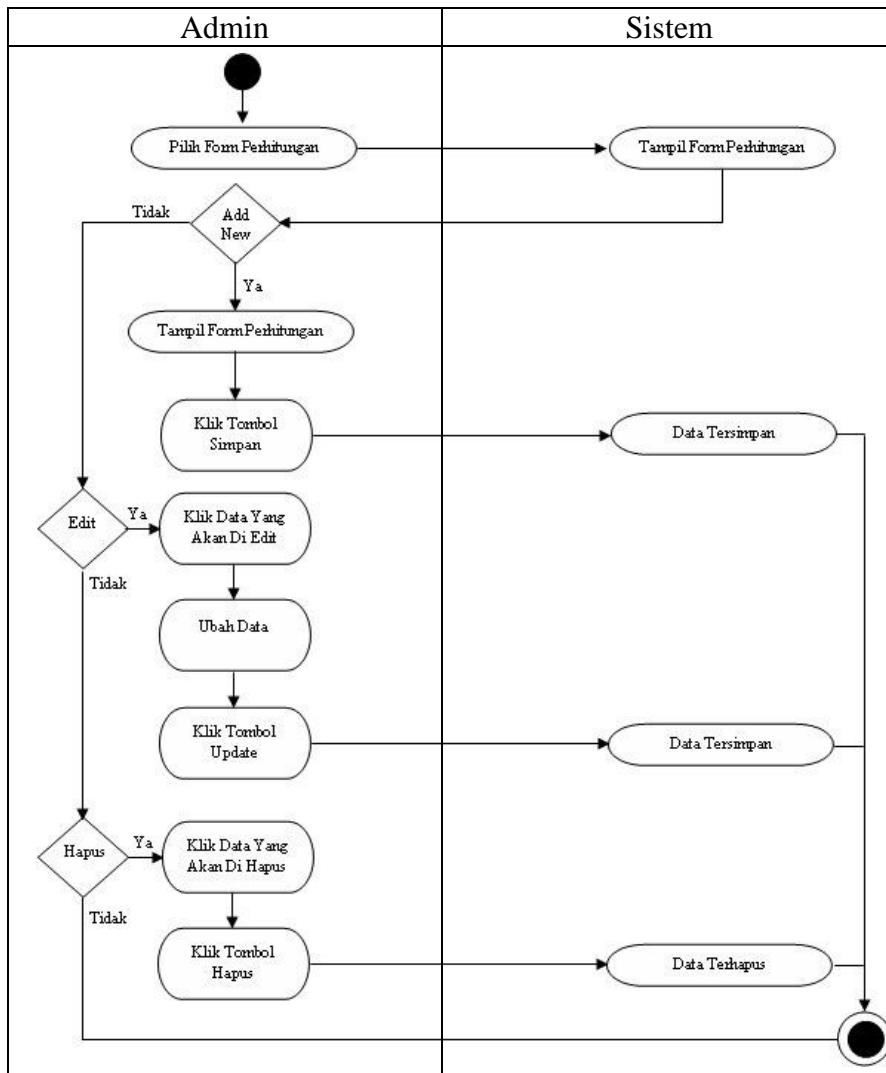 Admin
Sistem
Pilih Form Perhitungan
Tampil Form Perhitungan
Tidak
Add
New
Ya
Tampil Form Perhitungan
Klik Tombol
Simpan
Data Tersimpan
Edit
Ya
Klik Data Yang
Akan Di Edit
Tidak
Ubah Data
Klik Tombol
Update
Data Tersimpan
Hapus
Ya
Klik Data Yang
Akan Di Hapus
Tidak
Klik Tombol
Hapus
Data Terhapus